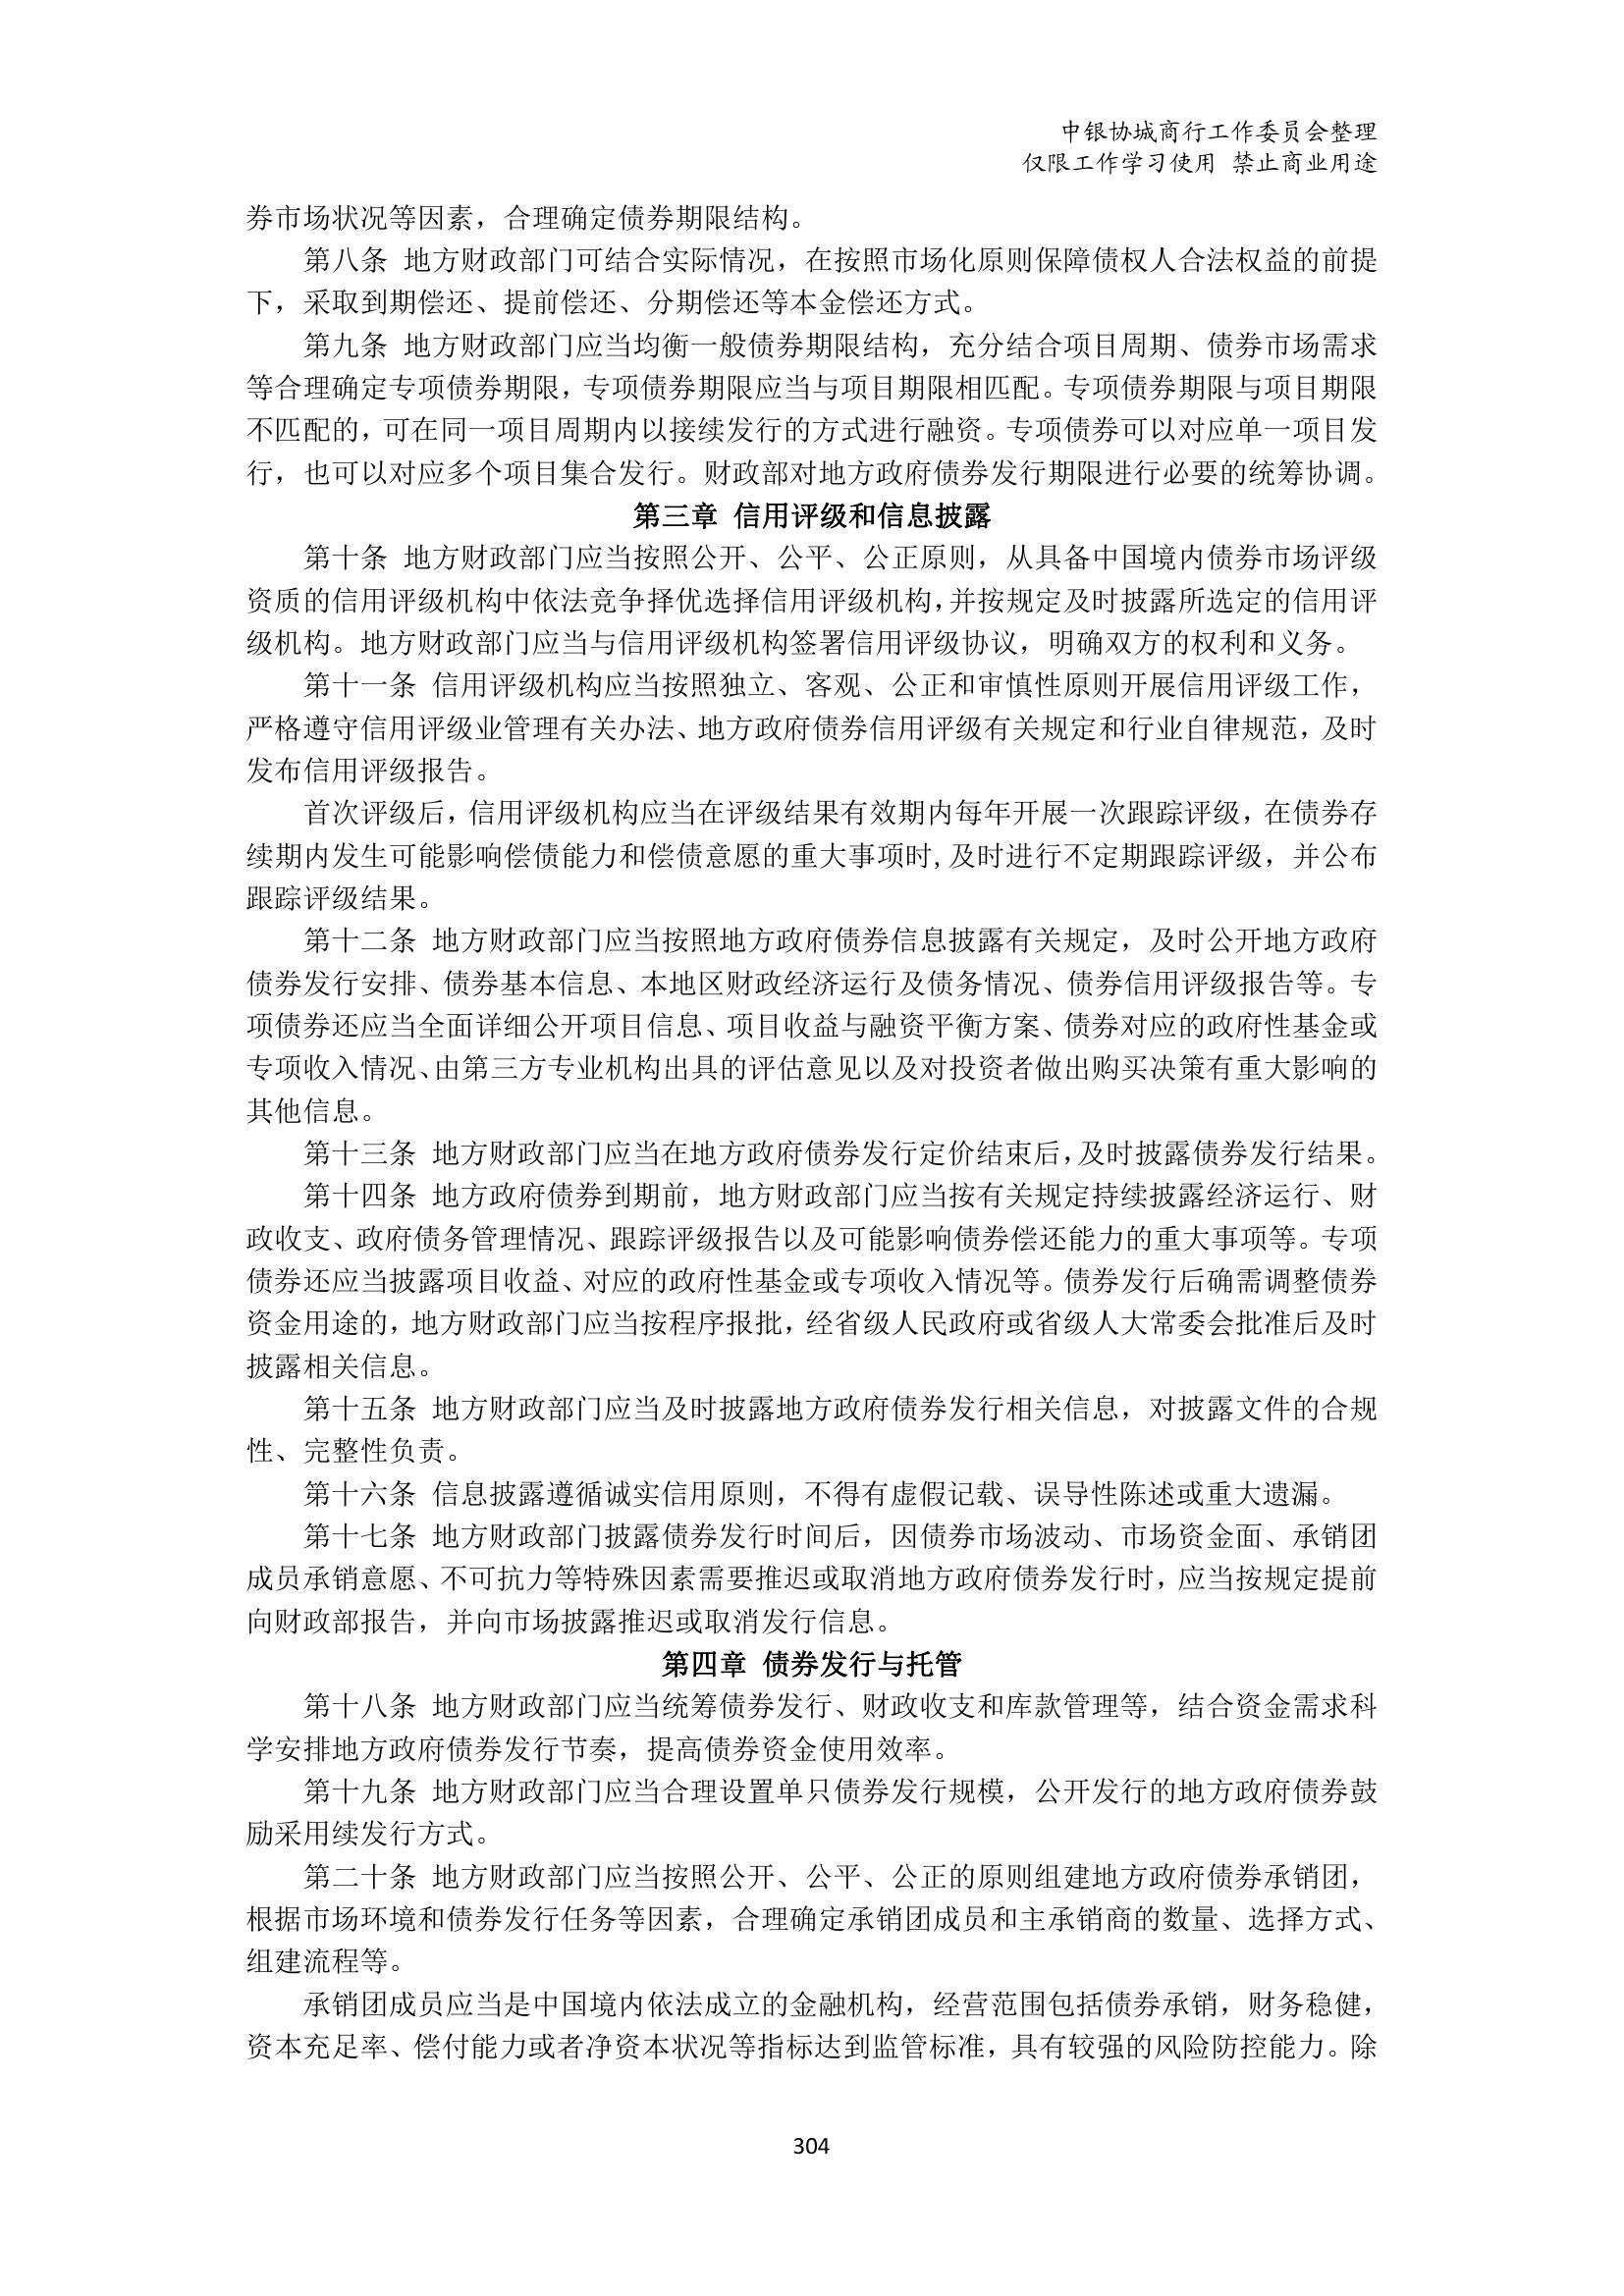 中银协城商行工作委员会整理
仅限工作学习使用 禁止商业用途
券市场状况等因素，合理确定债券期限结构。
第八条 地方财政部门可结合实际情况，在按照市场化原则保障债权人合法权益的前提
下，采取到期偿还、提前偿还、分期偿还等本金偿还方式。
第九条 地方财政部门应当均衡一般债券期限结构，充分结合项目周期、债券市场需求
等合理确定专项债券期限，专项债券期限应当与项目期限相匹配。专项债券期限与项目期限
不匹配的，可在同一项目周期内以接续发行的方式进行融资。专项债券可以对应单一项目发
行，也可以对应多个项目集合发行。财政部对地方政府债券发行期限进行必要的统筹协调。
第三章 信用评级和信息披露
第十条 地方财政部门应当按照公开、公平、公正原则，从具备中国境内债券市场评级
资质的信用评级机构中依法竞争择优选择信用评级机构，并按规定及时披露所选定的信用评
级机构。地方财政部门应当与信用评级机构签署信用评级协议，明确双方的权利和义务。
第十一条 信用评级机构应当按照独立、客观、公正和审慎性原则开展信用评级工作，
严格遵守信用评级业管理有关办法、地方政府债券信用评级有关规定和行业自律规范，及时
发布信用评级报告。
首次评级后，信用评级机构应当在评级结果有效期内每年开展一次跟踪评级，在债券存
续期内发生可能影响偿债能力和偿债意愿的重大事项时,及时进行不定期跟踪评级，并公布
跟踪评级结果。
第十二条 地方财政部门应当按照地方政府债券信息披露有关规定，及时公开地方政府
债券发行安排、债券基本信息、本地区财政经济运行及债务情况、债券信用评级报告等。专
项债券还应当全面详细公开项目信息、项目收益与融资平衡方案、债券对应的政府性基金或
专项收入情况、由第三方专业机构出具的评估意见以及对投资者做出购买决策有重大影响的
其他信息。
第十三条 地方财政部门应当在地方政府债券发行定价结束后，及时披露债券发行结果。
第十四条 地方政府债券到期前，地方财政部门应当按有关规定持续披露经济运行、财
政收支、政府债务管理情况、跟踪评级报告以及可能影响债券偿还能力的重大事项等。专项
债券还应当披露项目收益、对应的政府性基金或专项收入情况等。债券发行后确需调整债券
资金用途的，地方财政部门应当按程序报批，经省级人民政府或省级人大常委会批准后及时
披露相关信息。
第十五条 地方财政部门应当及时披露地方政府债券发行相关信息，对披露文件的合规
性、完整性负责。
第十六条 信息披露遵循诚实信用原则，不得有虚假记载、误导性陈述或重大遗漏。
第十七条 地方财政部门披露债券发行时间后，因债券市场波动、市场资金面、承销团
成员承销意愿、不可抗力等特殊因素需要推迟或取消地方政府债券发行时，应当按规定提前
向财政部报告，并向市场披露推迟或取消发行信息。
第四章 债券发行与托管
第十八条 地方财政部门应当统筹债券发行、财政收支和库款管理等，结合资金需求科
学安排地方政府债券发行节奏，提高债券资金使用效率。
第十九条 地方财政部门应当合理设置单只债券发行规模，公开发行的地方政府债券鼓
励采用续发行方式。
第二十条 地方财政部门应当按照公开、公平、公正的原则组建地方政府债券承销团，
根据市场环境和债券发行任务等因素，合理确定承销团成员和主承销商的数量、选择方式、
组建流程等。
承销团成员应当是中国境内依法成立的金融机构，经营范围包括债券承销，财务稳健，
资本充足率、偿付能力或者净资本状况等指标达到监管标准，具有较强的风险防控能力。除
304